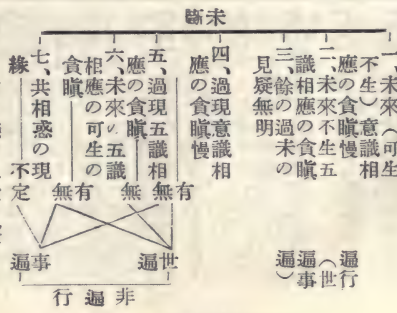 未斷
一、未來(可生
不生)意識相
應の貪瞋慢
二、未來不生五
識相應の貪瞋
三、餘の過未の
見疑無明
四、過現意識相
應の貪瞋慢
五、過現五識相
應の貪瞋
六、未來の五識
相應の可生の
貪瞋
七、共相惑の現
緣
遍行
(世遍
事遍)
有
無
有
無
不定
世遍
事遍
非遍行